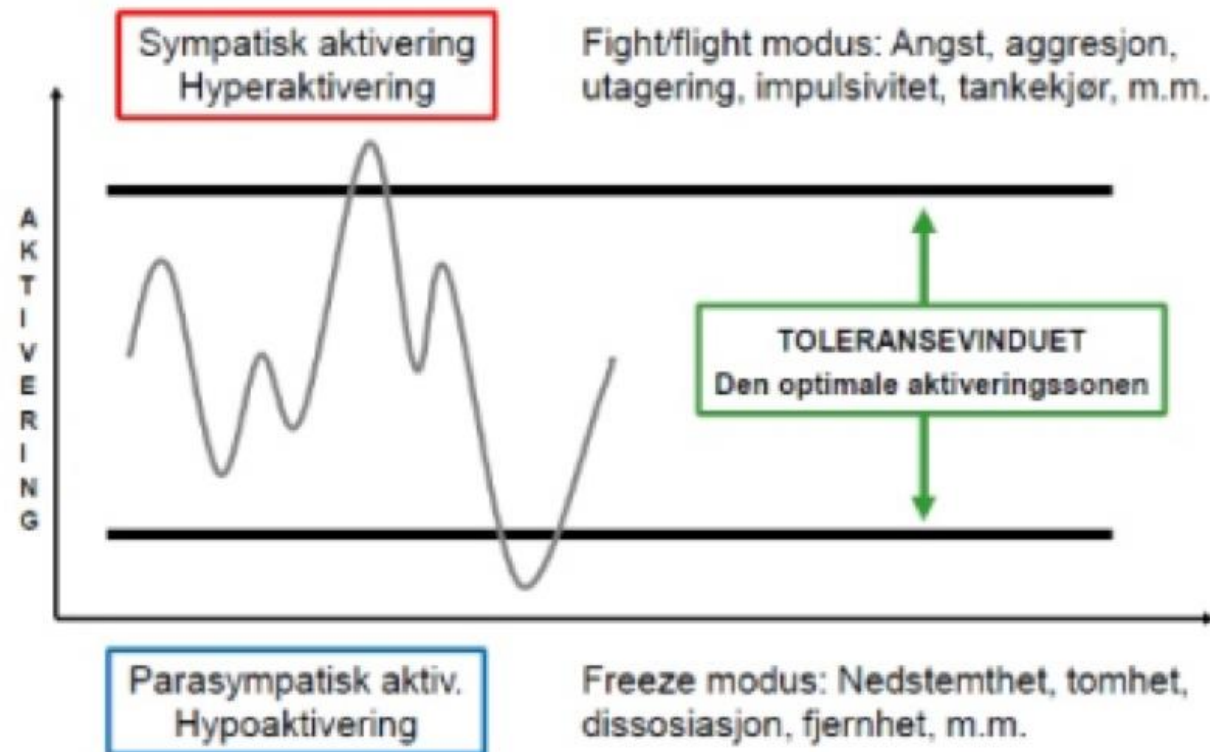 Sympatisk aktivering
Hyperaktivering
Fight/flight modus: Angst, aggresjon,
utagering, impulsivitet, tankekjør, m.m.
AKTIVERING
TOLERANSEVINDUET
Den optimale aktiveringssonen
Parasympatisk aktiv.
Hypoaktivering
Freeze modus: Nedstemthet, tomhet,
dissosiasjon, fjernhet, m.m.